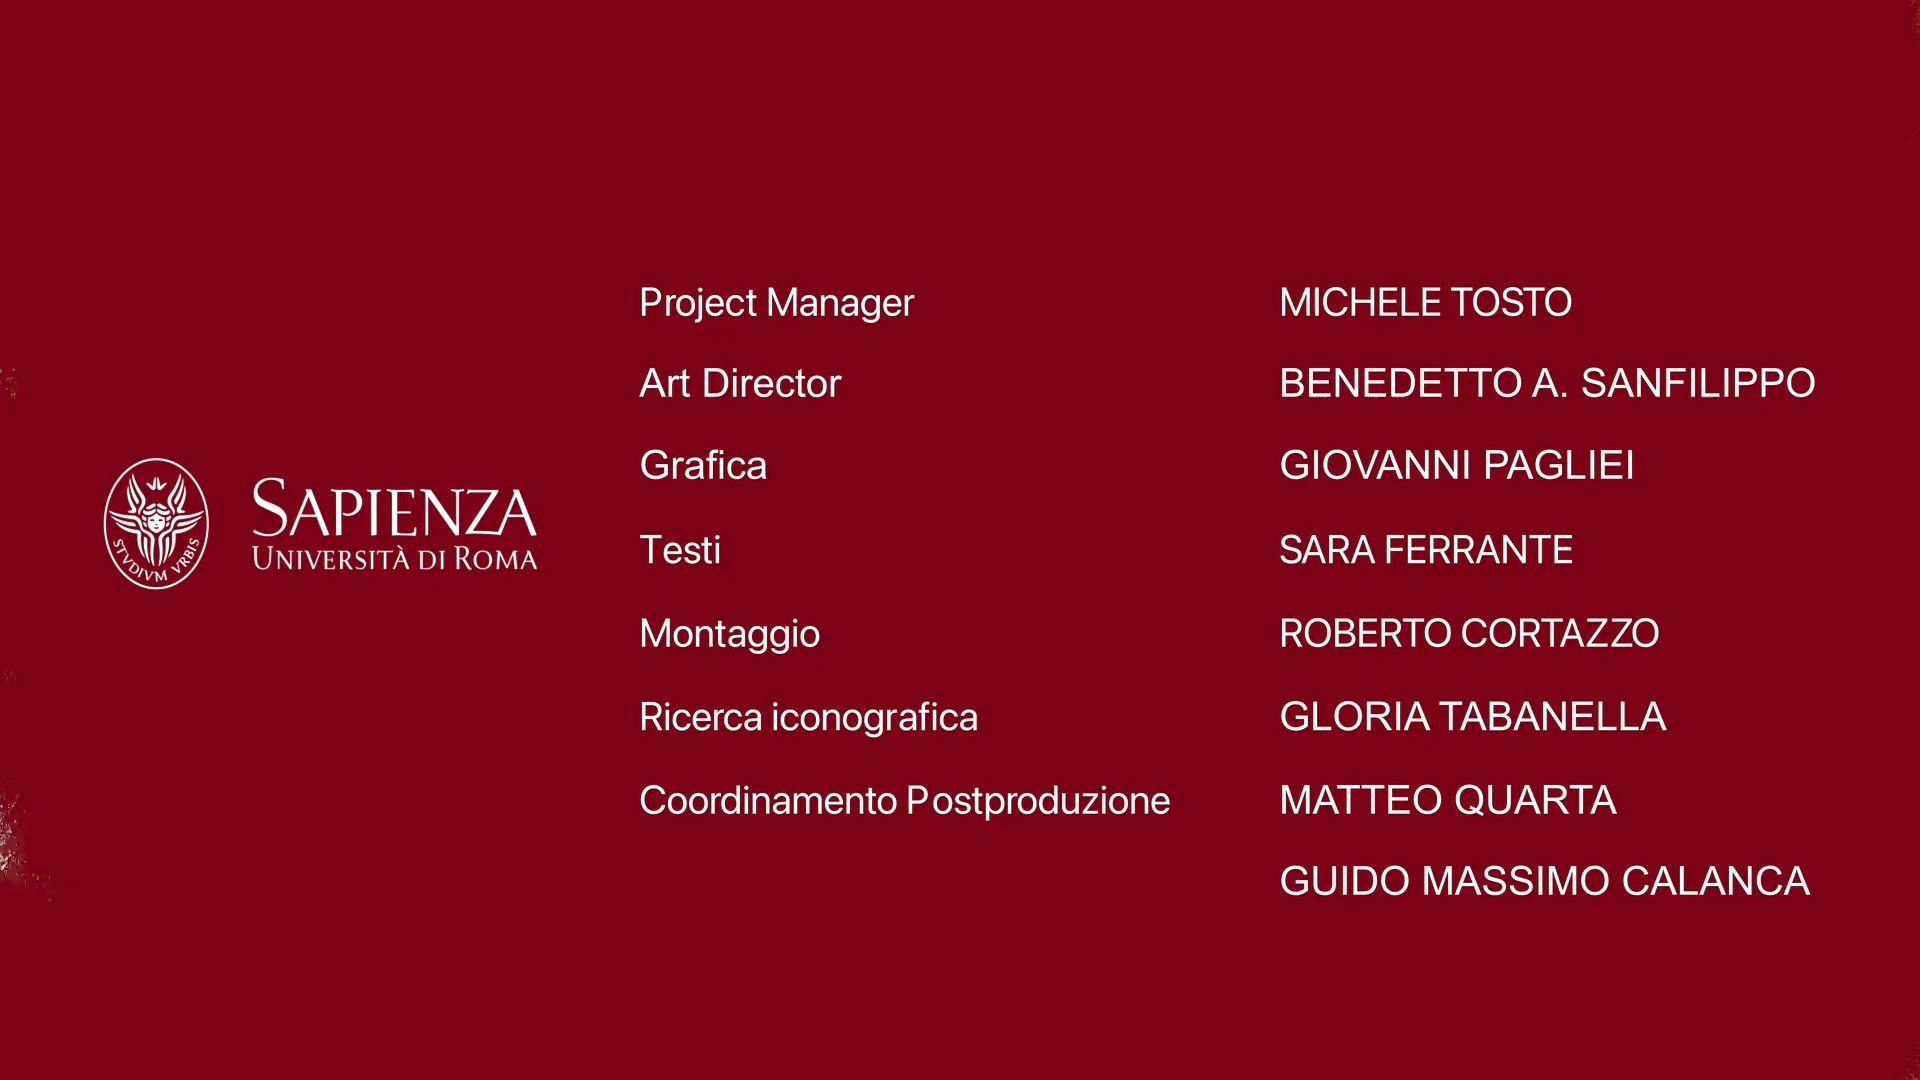 STVDIVM VRBIS
SAPIENZA
UNIVERSITÀ DI ROMA
Project Manager MICHELE TOSTO
Art Director BENEDETTO A. SANFILIPPO
Grafica GIOVANNI PAGLIEI
Testi SARA FERRANTE
Montaggio ROBERTO CORTAZZO
Ricerca iconografica GLORIA TABANELLA
Coordinamento Postproduzione MATTEO QUARTA
GUIDO MASSIMO CALANCA